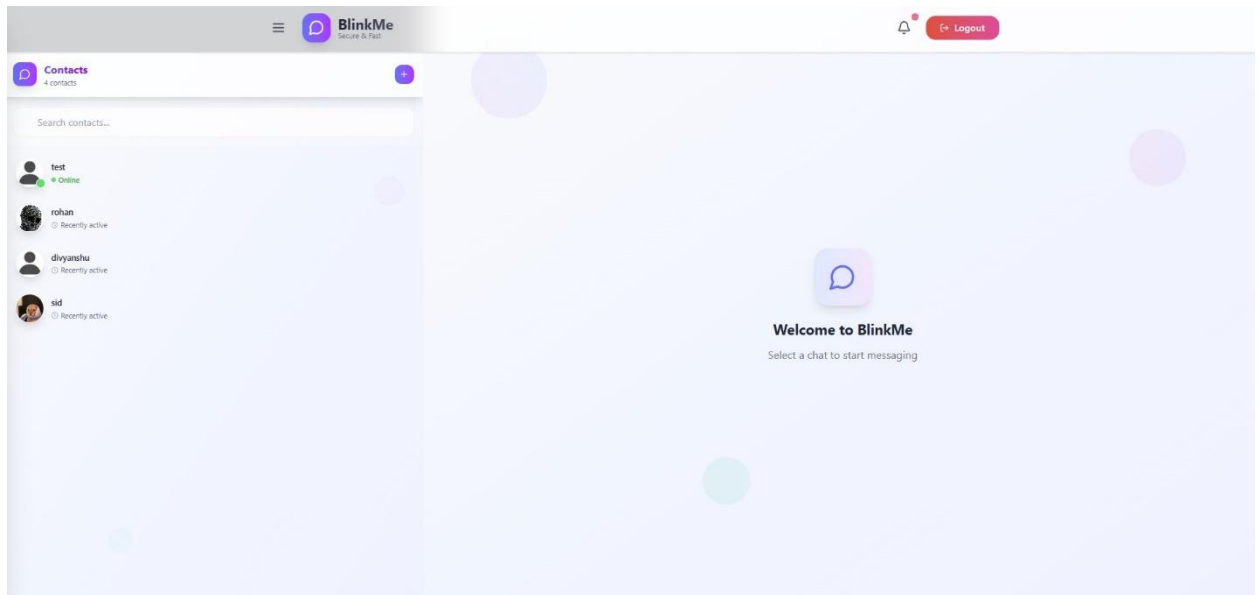 BlinkMe
Secure & Fast
Logout
Contacts
4 contacts
Search contacts...
test
Online
rohan
Recently active
divyanshu
Recently active
sid
Recently active
Welcome to BlinkMe
Select a chat to start messaging